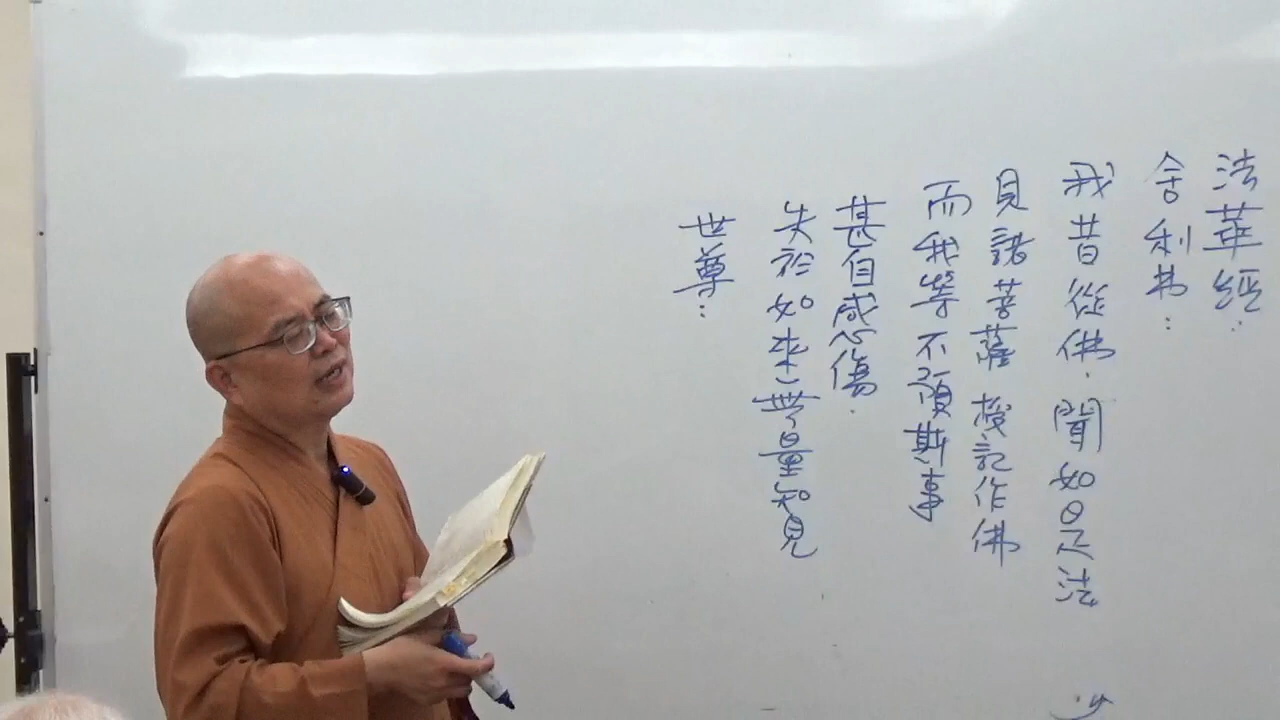 法華經:
舍利弗:
我昔從佛.聞如是法
見諸菩薩 授記作佛
而我等不預斯事
甚自感傷.
失於如來無量知見
世尊: